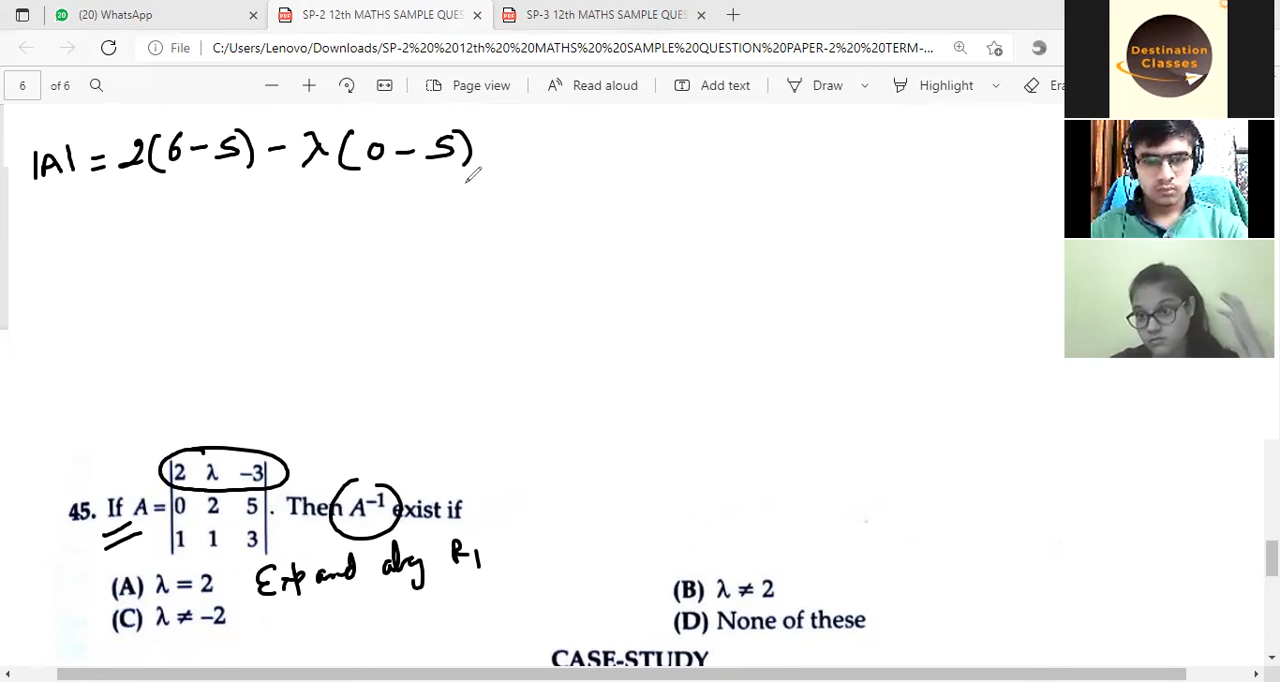 (20) WhatsApp
SP-2 12th MATHS SAMPLE QUES
SP-3 12th MATHS SAMPLE QUES
File
C:/Users/Lenovo/Downloads/SP-2%20%2012th%20%20MATHS%20%20SAMPLE%20QUESTION%20PAPER-2%20%20TERM-...
6 of 6
Page view
Read aloud
Add text
Draw
Highlight
Era
Destination
Classes
|A| = 2(6-5) - λ(0-5)
45. If A = |2 λ -3|
|0 2 5| . Then A⁻¹ exist if
|1 1 3|
Expand alng R1
(A) λ = 2
(B) λ ≠ 2
(C) λ ≠ -2
(D) None of these
CASE-STUDY